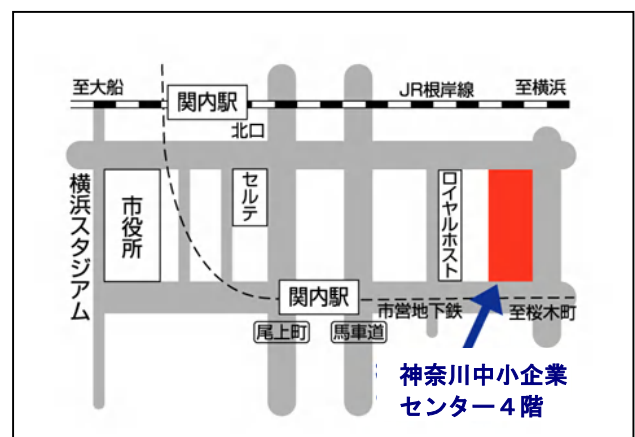 至大船
関内駅
JR根岸線
至横浜
北口
横浜スタジアム
市役所
セルテ
ロイヤルホスト
関内駅
市営地下鉄
至桜木町
尾上町
馬車道
神奈川中小企業
センター4階